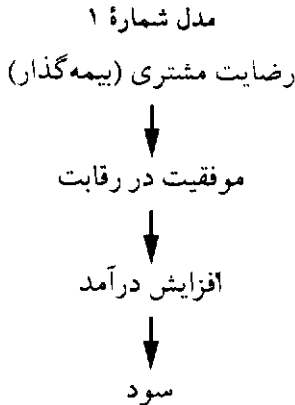 مدل شمارهٔ ۱
رضایت مشتری (بیمه‌گذار)
موفقیت در رقابت
افزایش درآمد
سود